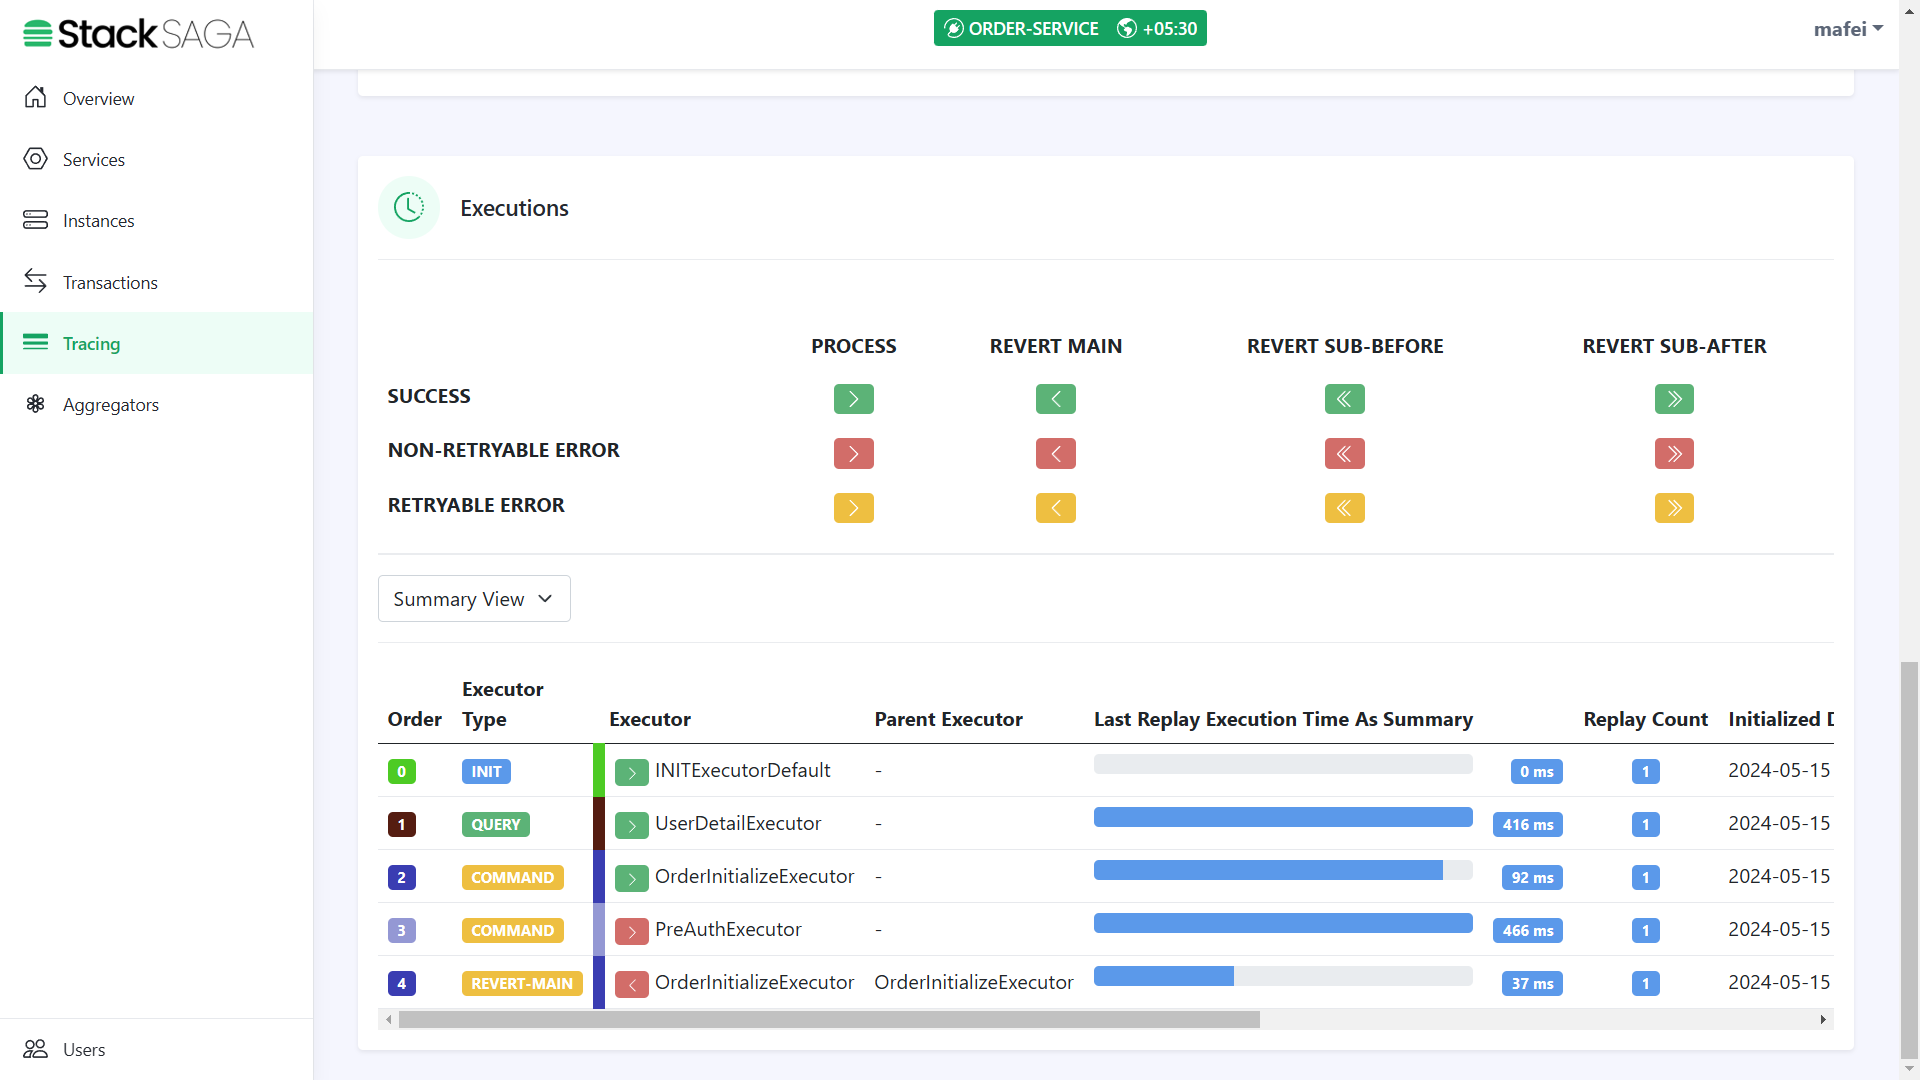 StackSAGA
ORDER-SERVICE +05:30
mafei
Overview
Services
Instances
Transactions
Tracing
Aggregators
Users
Executions
PROCESS REVERT MAIN REVERT SUB-BEFORE REVERT SUB-AFTER
SUCCESS
NON-RETRYABLE ERROR
RETRYABLE ERROR
Summary View
Order Executor Type Executor Parent Executor Last Replay Execution Time As Summary Replay Count Initialized D
0 INIT INITExecutorDefault - 0 ms 1 2024-05-15
1 QUERY UserDetailExecutor - 416 ms 1 2024-05-15
2 COMMAND OrderInitializeExecutor - 92 ms 1 2024-05-15
3 COMMAND PreAuthExecutor - 466 ms 1 2024-05-15
4 REVERT-MAIN OrderInitializeExecutor OrderInitializeExecutor 37 ms 1 2024-05-15